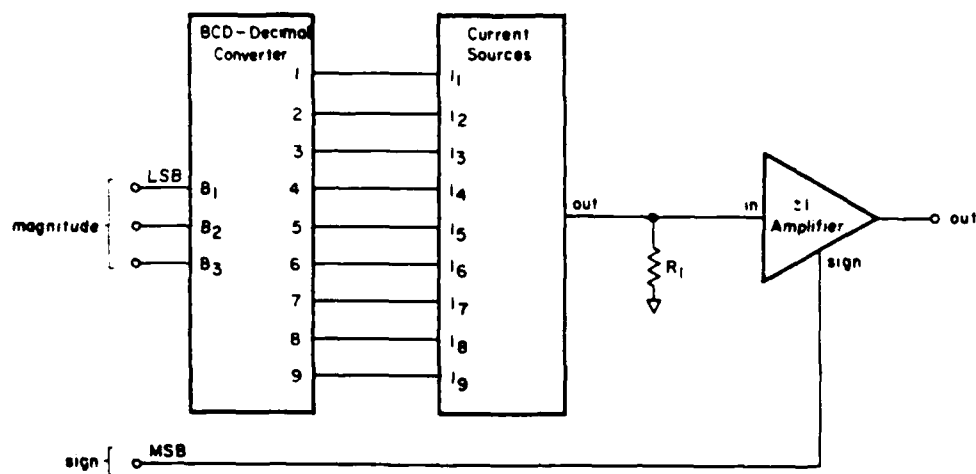 BCD-Decimal
Converter
Current
Sources
1
2
3
4
5
6
7
8
9
I1
I2
I3
I4
I5
I6
I7
I8
I9
magnitude
LSB
B1
B2
B3
out
R1
in
±1
Amplifier
sign
out
sign
MSB